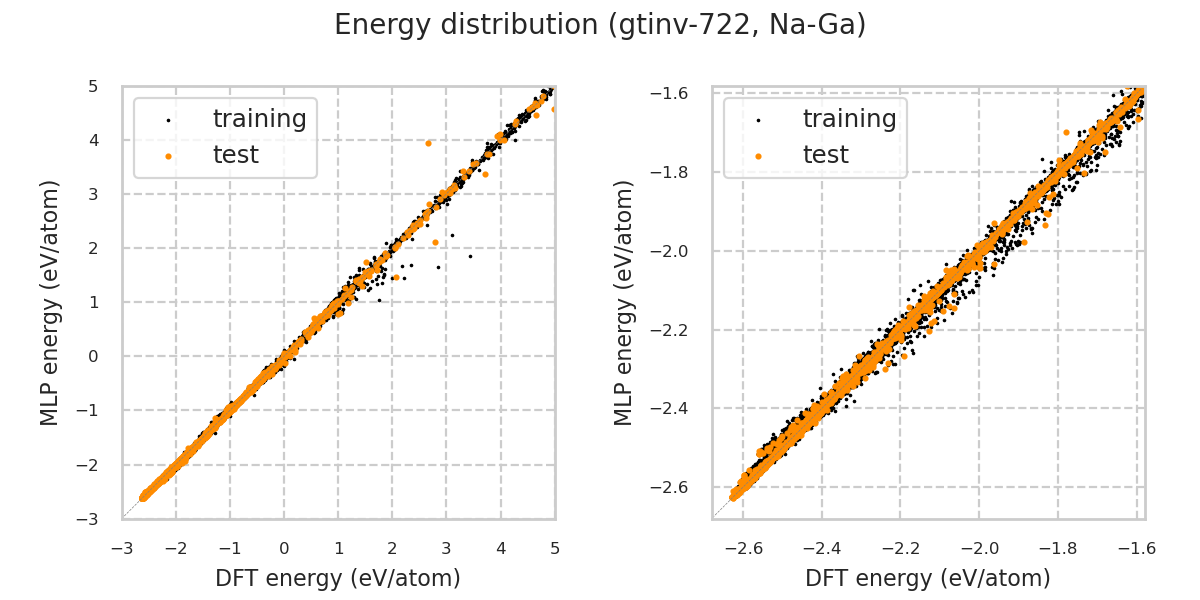 Energy distribution (gtinv-722, Na-Ga)
MLP energy (eV/atom)
5
4
3
2
1
0
−1
−2
−3
training
test
−3 −2 −1 0 1 2 3 4 5
DFT energy (eV/atom)
MLP energy (eV/atom)
−1.6
−1.8
−2.0
−2.2
−2.4
−2.6
training
test
−2.6 −2.4 −2.2 −2.0 −1.8 −1.6
DFT energy (eV/atom)